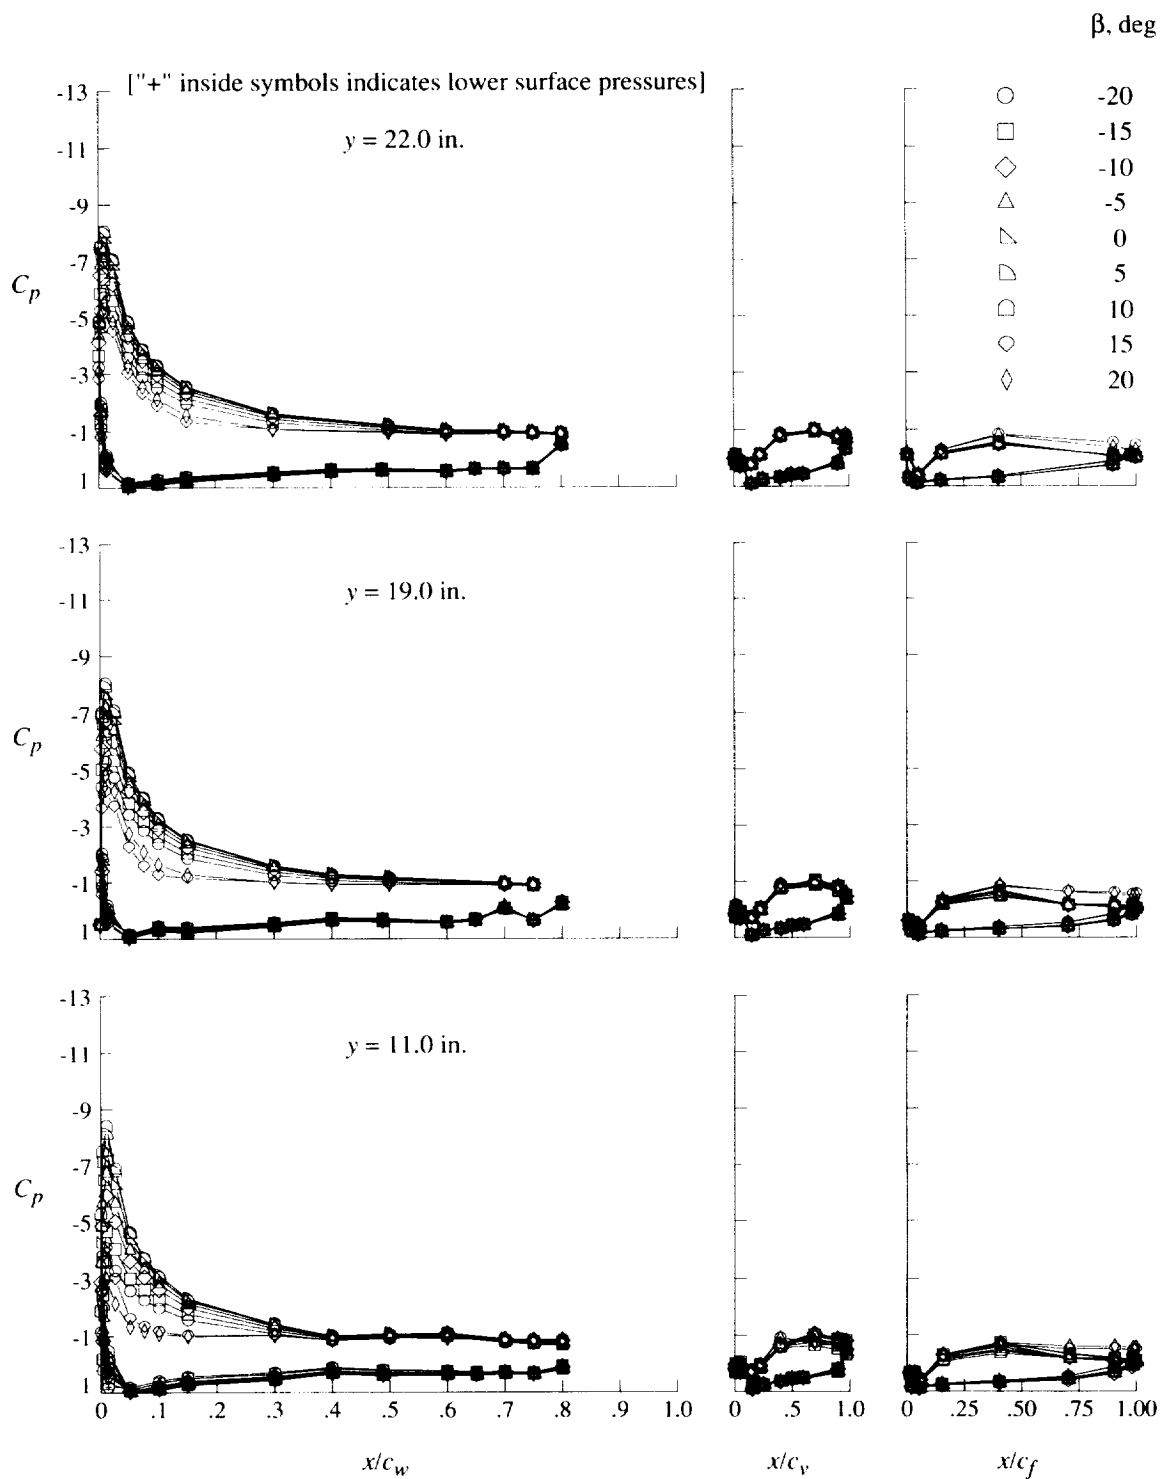 β, deg
["+" inside symbols indicates lower surface pressures]
-20
-15
-10
-5
0
5
10
15
20
y = 22.0 in.
-13
-11
-9
-7
-5
-3
-1
1
C_p
y = 19.0 in.
-13
-11
-9
-7
-5
-3
-1
1
C_p
y = 11.0 in.
-13
-11
-9
-7
-5
-3
-1
1
C_p
0 .1 .2 .3 .4 .5 .6 .7 .8 .9 1.0
0 .5 1.0
0 .25 .50 .75 1.00
x/c_w
x/c_v
x/c_f